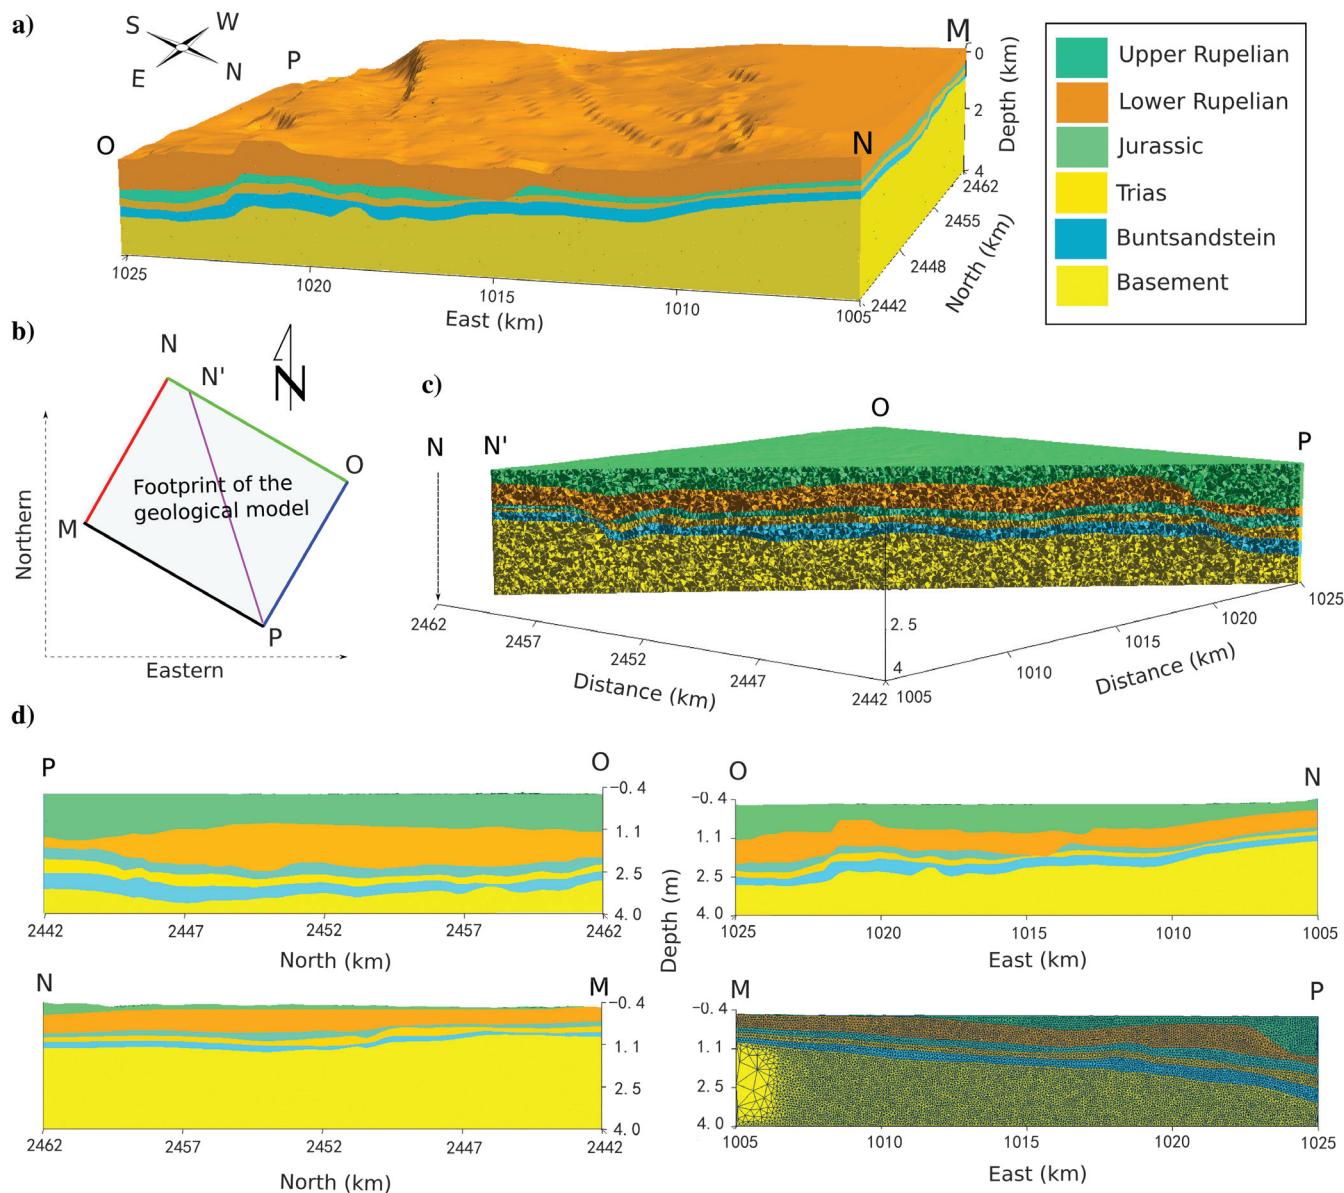 a)
S
W
E
N
P
M
O
N
0
2
4
Depth (km)
2462
2455
2448
2442
North (km)
1025
1020
1015
1010
1005
East (km)
Upper Rupelian
Lower Rupelian
Jurassic
Trias
Buntsandstein
Basement
b)
N
N'
N
O
M
P
Footprint of the
geological model
Northern
Eastern
c)
O
N
N'
P
2462
2457
2452
2447
2442
Distance (km)
2.5
4
1005
1010
1015
1020
1025
Distance (km)
d)
P
O
-0.4
1.1
2.5
4.0
2442
2447
2452
2457
2462
North (km)
O
N
-0.4
1.1
2.5
4.0
1025
1020
1015
1010
1005
East (km)
Depth (m)
N
M
-0.4
1.1
2.5
4.0
2462
2457
2452
2447
2442
North (km)
M
P
-0.4
1.1
2.5
4.0
1005
1010
1015
1020
1025
East (km)